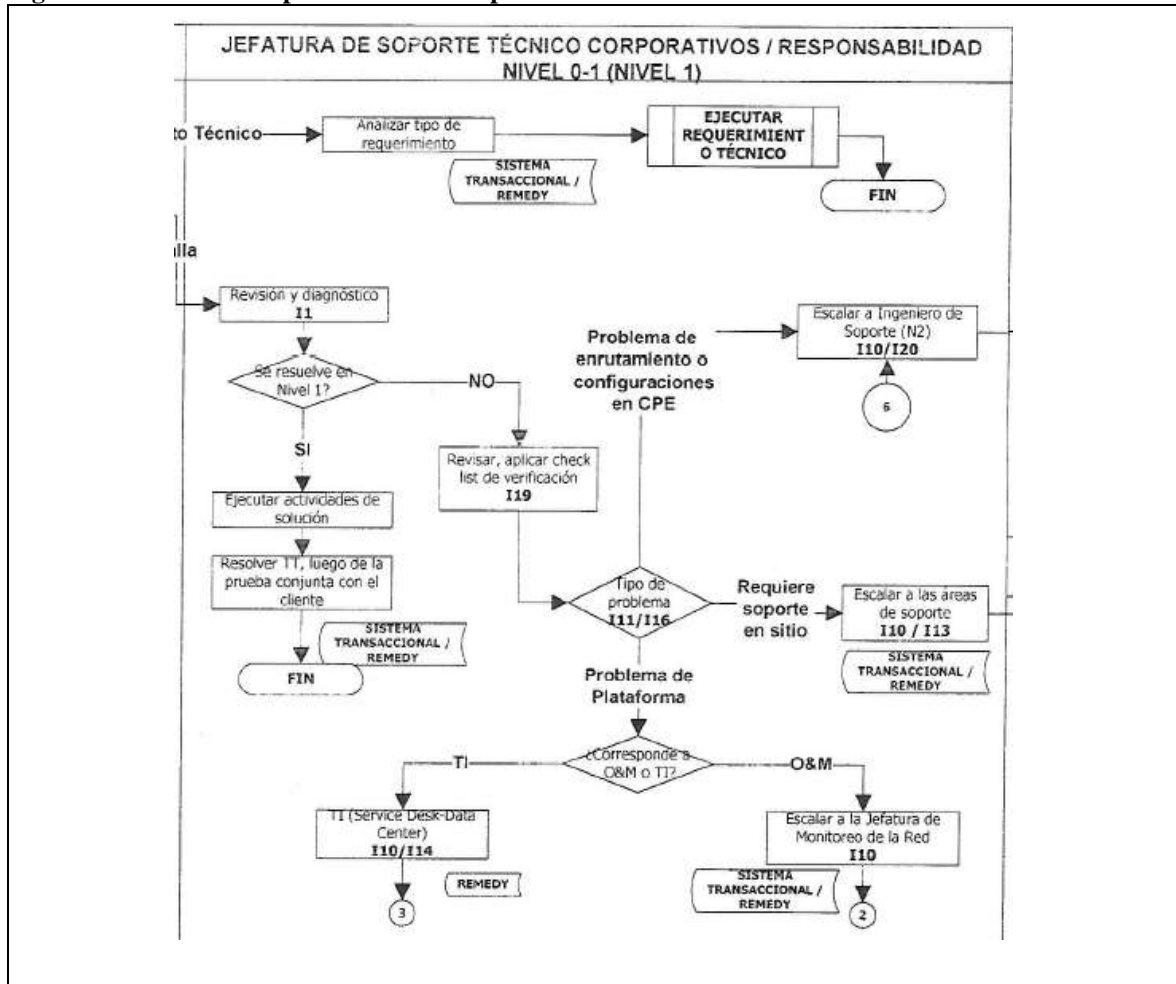 JEFATURA DE SOPORTE TÉCNICO CORPORATIVOS / RESPONSABILIDAD
NIVEL 0-1 (NIVEL 1)
to Técnico
Analizar tipo de
requerimiento
SISTEMA
TRANSACCIONAL /
REMEDY
EJECUTAR
REQUERIMIENT
O TÉCNICO
FIN
alla
Revisión y diagnóstico
I1
Se resuelve en
Nivel 1?
NO
SI
Revisar, aplicar check
list de verificación
I19
Ejecutar actividades de
solución
Resolver TT, luego de la
prueba conjunta con el
cliente
SISTEMA
TRANSACCIONAL /
REMEDY
FIN
Problema de
enrutamiento o
configuraciones
en CPE
Escalar a Ingeniero de
Soporte (N2)
I10/I20
6
Tipo de
problema
I11/I16
Requiere
soporte
en sitio
Escalar a las áreas
de soporte
I10 / I13
SISTEMA
TRANSACCIONAL /
REMEDY
Problema de
Plataforma
¿Corresponde a
O&M o TI?
TI
O&M
TI (Service Desk-Data
Center)
I10/I14
REMEDY
3
Escalar a la Jefatura de
Monitoreo de la Red
I10
SISTEMA
TRANSACCIONAL /
REMEDY
2